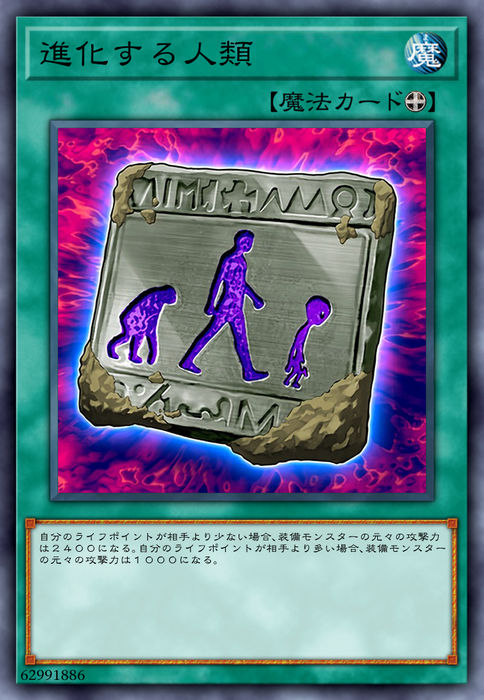 進化する人類
魔
【魔法カード】
自分のライフポイントが相手より少ない場合、装備モンスターの元々の攻撃力
は２４００になる。自分のライフポイントが相手より多い場合、装備モンスター
の元々の攻撃力は１０００になる。
62991886